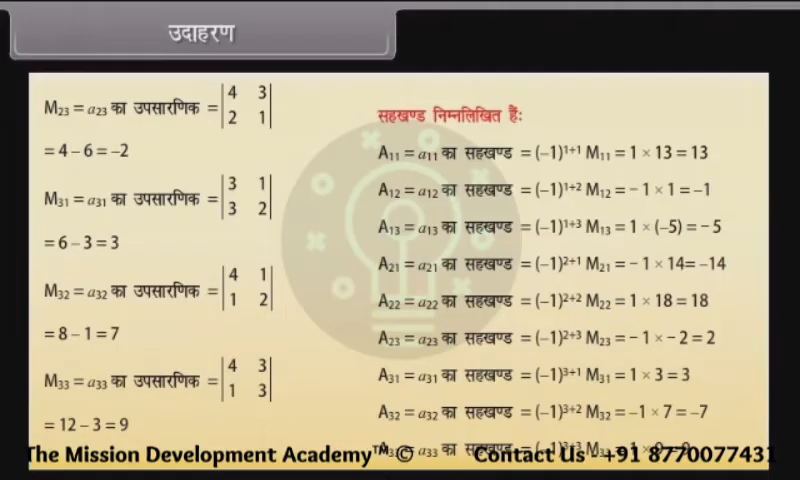 उदाहरण
M₂₃ = a₂₃ का उपसारणिक = |4 3|
|2 1|
= 4 – 6 = –2
M₃₁ = a₃₁ का उपसारणिक = |3 1|
|3 2|
= 6 – 3 = 3
M₃₂ = a₃₂ का उपसारणिक = |4 1|
|1 2|
= 8 – 1 = 7
M₃₃ = a₃₃ का उपसारणिक = |4 3|
|1 3|
= 12 – 3 = 9
सहखण्ड निम्नलिखित हैं:
A₁₁ = a₁₁ का सहखण्ड = (–1)¹⁺¹ M₁₁ = 1 × 13 = 13
A₁₂ = a₁₂ का सहखण्ड = (–1)¹⁺² M₁₂ = – 1 × 1 = –1
A₁₃ = a₁₃ का सहखण्ड = (–1)¹⁺³ M₁₃ = 1 × (–5) = – 5
A₂₁ = a₂₁ का सहखण्ड = (–1)²⁺¹ M₂₁ = – 1 × 14= –14
A₂₂ = a₂₂ का सहखण्ड = (–1)²⁺² M₂₂ = 1 × 18 = 18
A₂₃ = a₂₃ का सहखण्ड = (–1)²⁺³ M₂₃ = – 1 × – 2 = 2
A₃₁ = a₃₁ का सहखण्ड = (–1)³⁺¹ M₃₁ = 1 × 3 = 3
A₃₂ = a₃₂ का सहखण्ड = (–1)³⁺² M₃₂ = –1 × 7 = –7
= a₃₃ का सहखण्ड = (–1)³⁺³
The Mission Development Academy™ © Contact Us - +91 8770077431